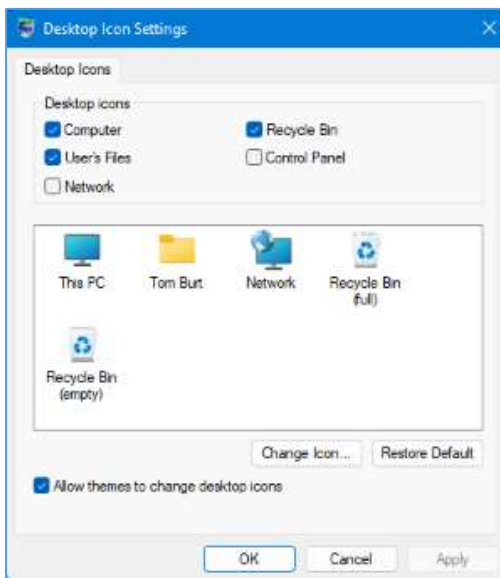 Desktop Icon Settings
Desktop Icons
Desktop icons
Computer
Recycle Bin
User's Files
Control Panel
Network
This PC
Tom Burt
Network
Recycle Bin
(full)
Recycle Bin
(empty)
Change Icon...
Restore Default
Allow themes to change desktop icons
OK
Cancel
Apply